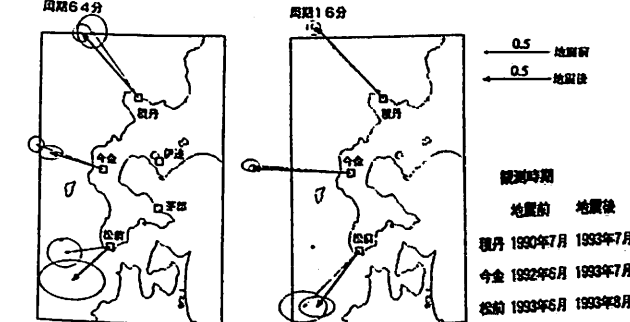 周期64分
周期16分
0.5 地震前
0.5 地震後
積丹
今金
伊達
茅部
松前
積丹
今金
松前
観測時期
地震前 地震後
積丹 1990年7月 1993年7月
今金 1992年6月 1993年7月
松前 1993年6月 1993年8月